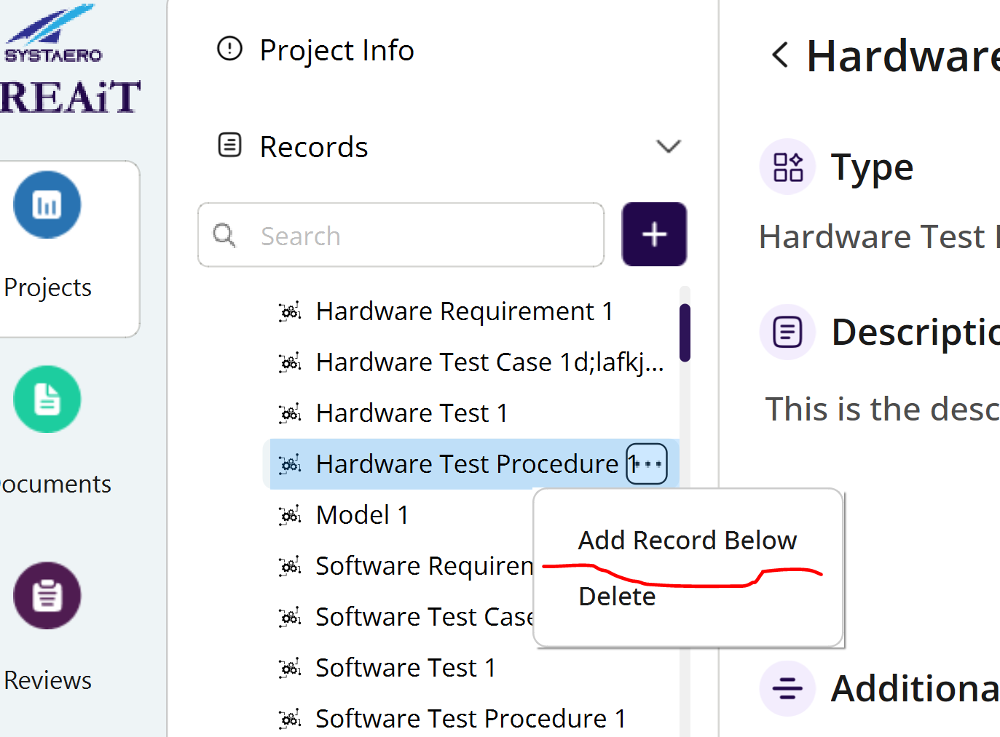 SYSTAERO
REAiT
Projects
ocuments
Reviews
Project Info
Records
Search
Hardware Requirement 1
Hardware Test Case 1d;lafkj...
Hardware Test 1
Hardware Test Procedure 1
Model 1
Software Requirem
Software Test Case
Software Test 1
Software Test Procedure 1
Add Record Below
Delete
Hardware
Type
Hardware Test
Descriptio
This is the desc
Additiona